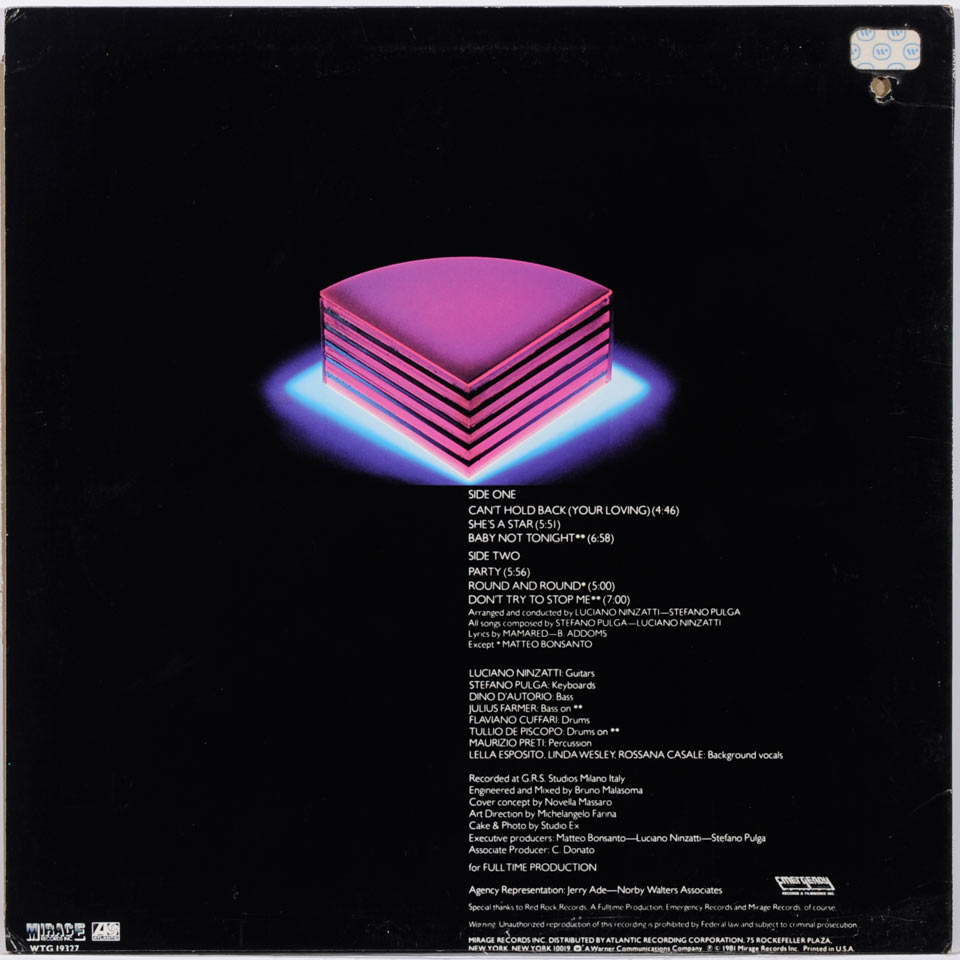 SIDE ONE
CAN'T HOLD BACK (YOUR LOVING) (4:46)
SHE'S A STAR (5:51)
BABY NOT TONIGHT** (6:58)
SIDE TWO
PARTY (5:56)
ROUND AND ROUND* (5:00)
DON'T TRY TO STOP ME** (7:00)
Arranged and conducted by LUCIANO NINZATTI—STEFANO PULGA
All songs composed by STEFANO PULGA—LUCIANO NINZATTI
Lyrics by MAMARED—B. ADDOMS
Except * MATTEO BONSANTO
LUCIANO NINZATTI: Guitars
STEFANO PULGA: Keyboards
DINO D'AUTORIO: Bass
JULIUS FARMER: Bass on **
FLAVIANO CUFFARI: Drums
TULLIO DE PISCOPO: Drums on **
MAURIZIO PRETI: Percussion
LELLA ESPOSITO, LINDA WESLEY, ROSSANA CASALE: Background vocals
Recorded at G.R.S. Studios Milano Italy
Engineered and Mixed by Bruno Malasoma
Cover concept by Novella Massaro
Art Direction by Michelangelo Farina
Cake & Photo by Studio Ex
Executive producers: Matteo Bonsanto—Luciano Ninzatti—Stefano Pulga
Associate Producer: C. Donato
for FULL TIME PRODUCTION
EMERGENCY
RECORDS & FILMWORKS INC.
Agency Representation: Jerry Ade—Norby Walters Associates
Special thanks to Red Rock Records. A Fulltime Production, Emergency Records and Mirage Records, of course.
Warning: Unauthorized reproduction of this recording is prohibited by Federal law and subject to criminal prosecution.
MIRAGE
RECORDS INC.
ATLANTIC
WTG 19327
MIRAGE RECORDS INC. DISTRIBUTED BY ATLANTIC RECORDING CORPORATION, 75 ROCKEFELLER PLAZA,
NEW YORK, NEW YORK 10019. A Warner Communications Company ℗ © 1981 Mirage Records Inc. Printed in U.S.A.